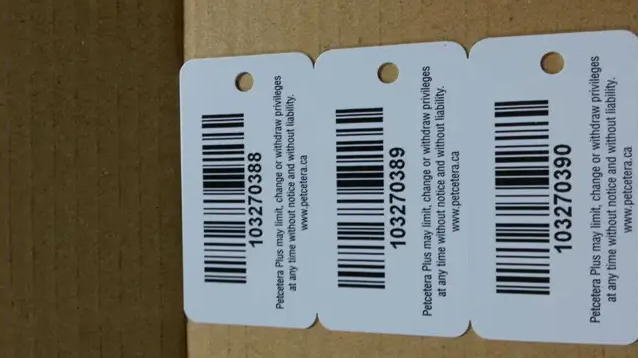 103270388
Petcetera Plus may limit, change or withdraw privileges
at any time without notice and without liability.
www.petcetera.ca
103270389
Petcetera Plus may limit, change or withdraw privileges
at any time without notice and without liability.
www.petcetera.ca
103270390
Petcetera Plus may limit, change or withdraw privileges
at any time without notice and without liability.
www.petcetera.ca